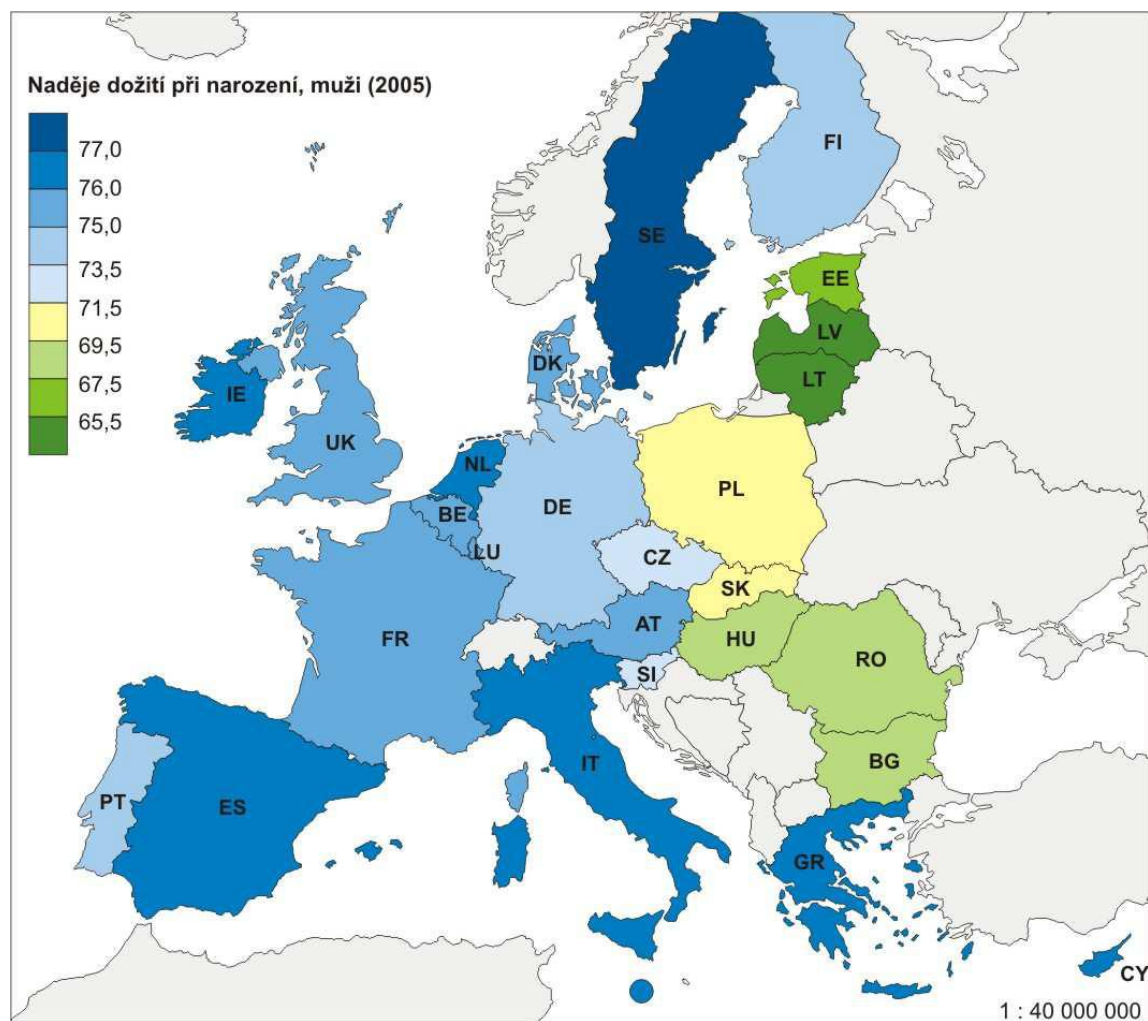 Naděje dožití při narození, muži (2005)
77,0
76,0
75,0
73,5
71,5
69,5
67,5
65,5
FI
SE
EE
LV
LT
DK
IE
UK
NL
BE
LU
DE
PL
CZ
SK
AT
HU
SI
RO
FR
BG
IT
PT
ES
GR
CY
1 : 40 000 000